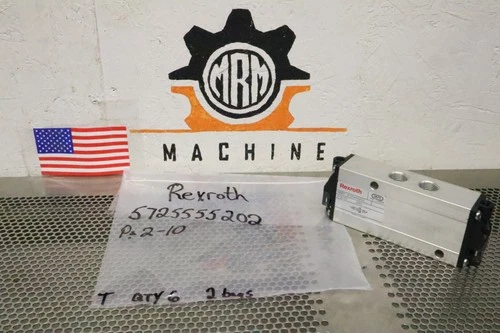 MRM
MACHINE
Rexroth
5725555202
P: 2-10
T QTY 6 2 bags
Rexroth